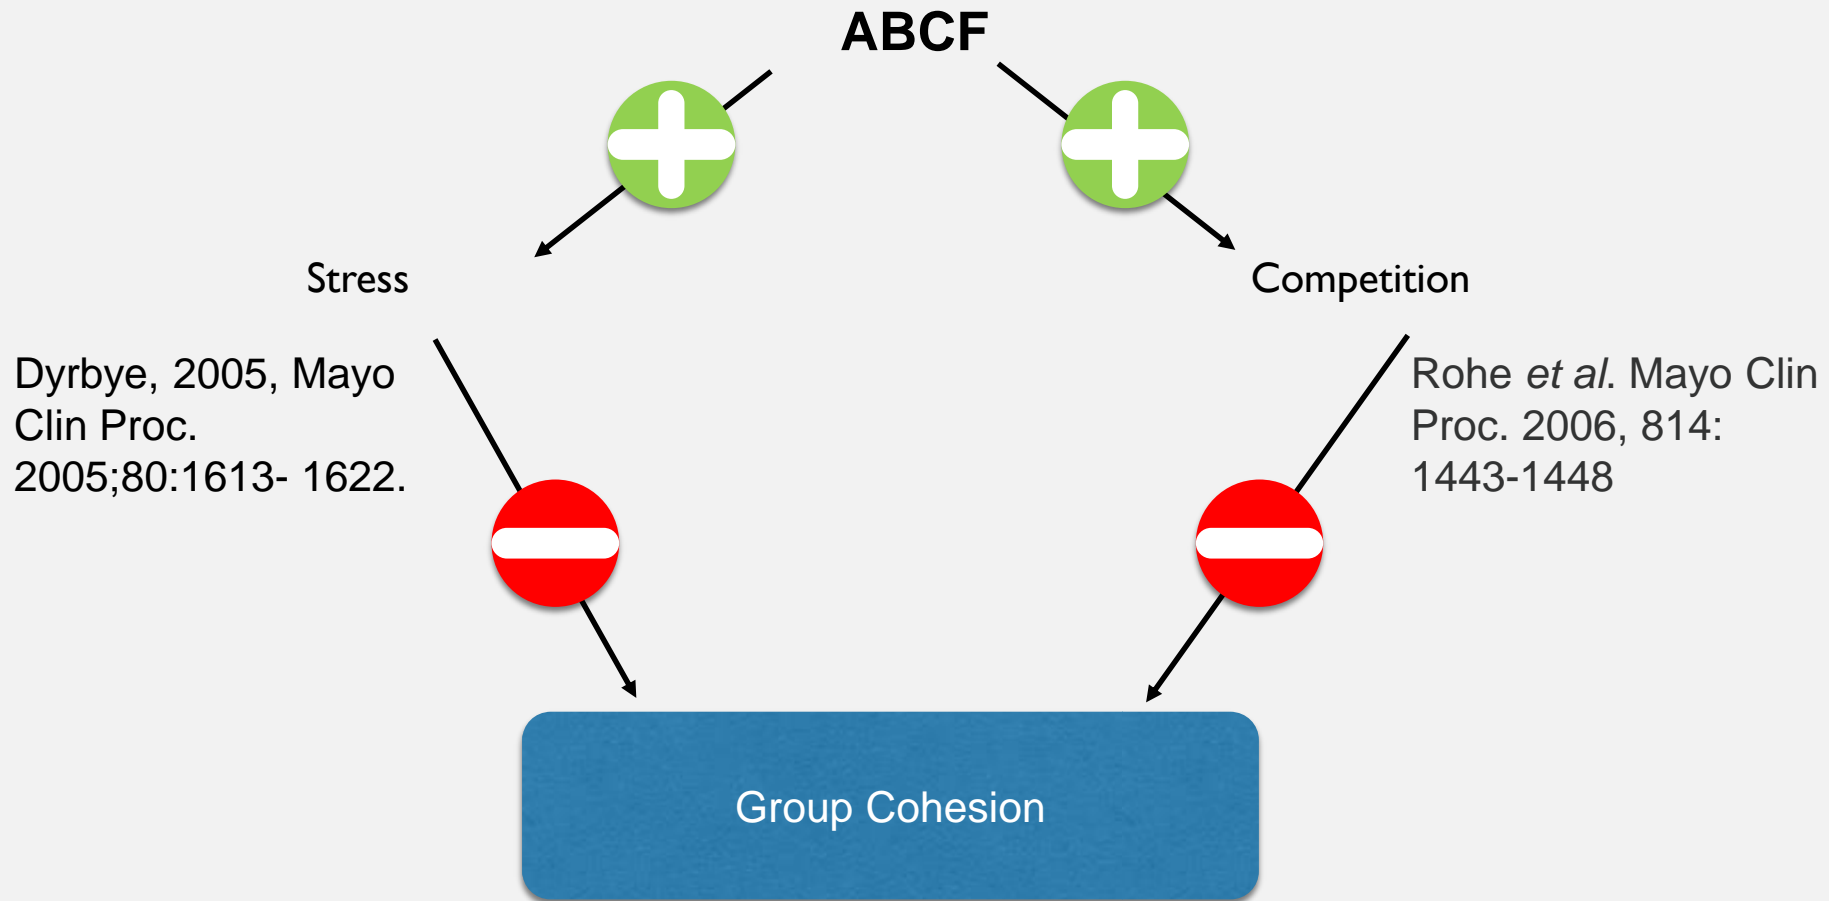 ABCF
Stress
Competition
Dyrbye, 2005, Mayo
Clin Proc.
2005;80:1613- 1622.
Rohe et al. Mayo Clin
Proc. 2006, 814:
1443-1448
Group Cohesion